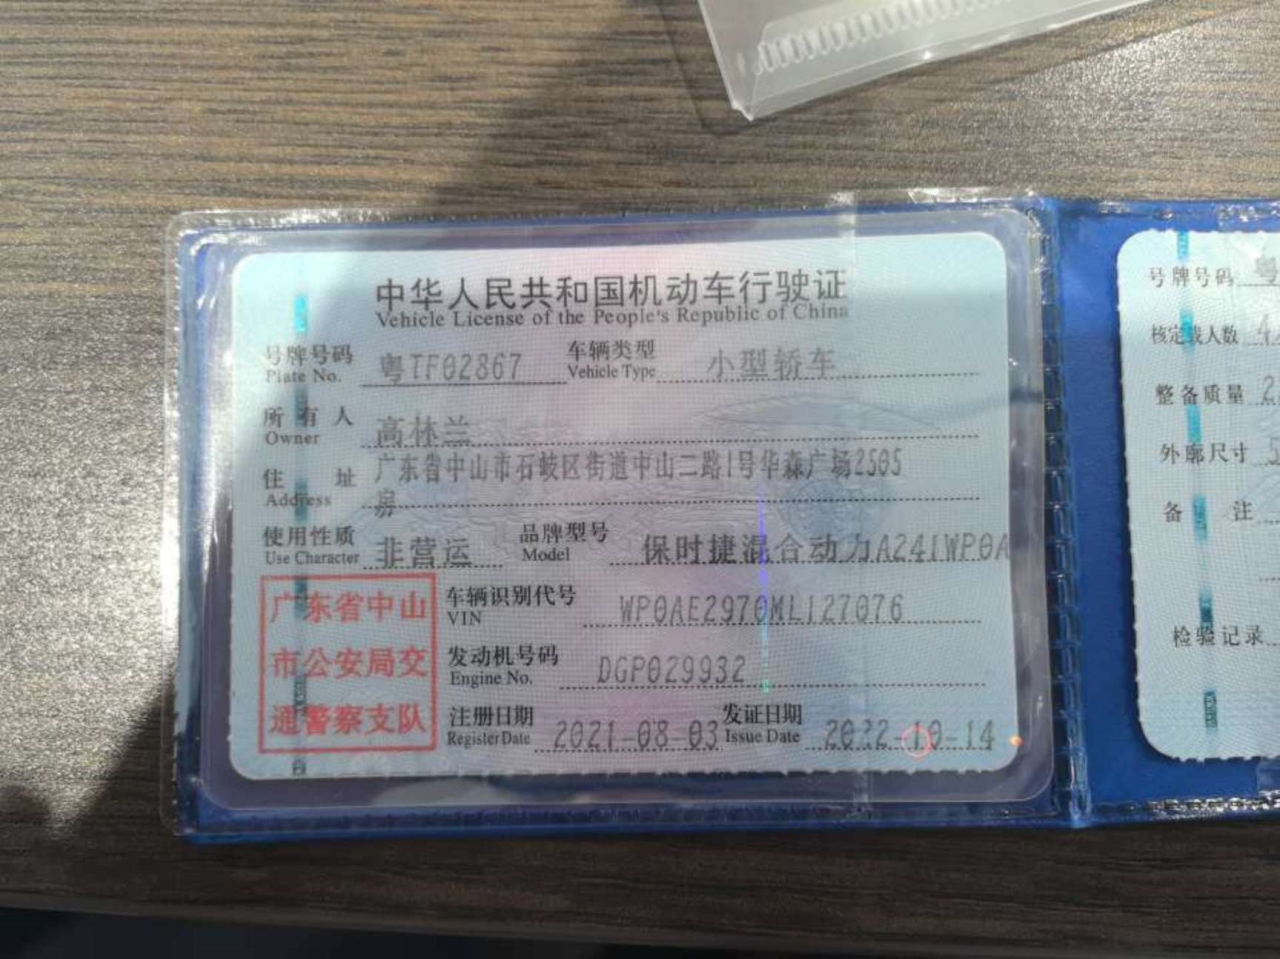 中华人民共和国机动车行驶证
Vehicle License of the People's Republic of China
号牌号码 粤TF02867 车辆类型 小型轿车
Plate No. Vehicle Type
所有人 高林兰
Owner
住址 广东省中山市石岐区街道中山二路1号华森广场2505
Address 房
使用性质 非营运 品牌型号 保时捷混合动力A241WP0A
Use Character Model
广东省中山
市公安局交
通警察支队
车辆识别代号 WP0AE2970ML127076
VIN
发动机号码 DGP029932
Engine No.
注册日期 2021-08-03 发证日期 2022-10-14
Register Date Issue Date
号牌号码 粤
核定载人数 4
整备质量 2
外廓尺寸 5
备注
检验记录